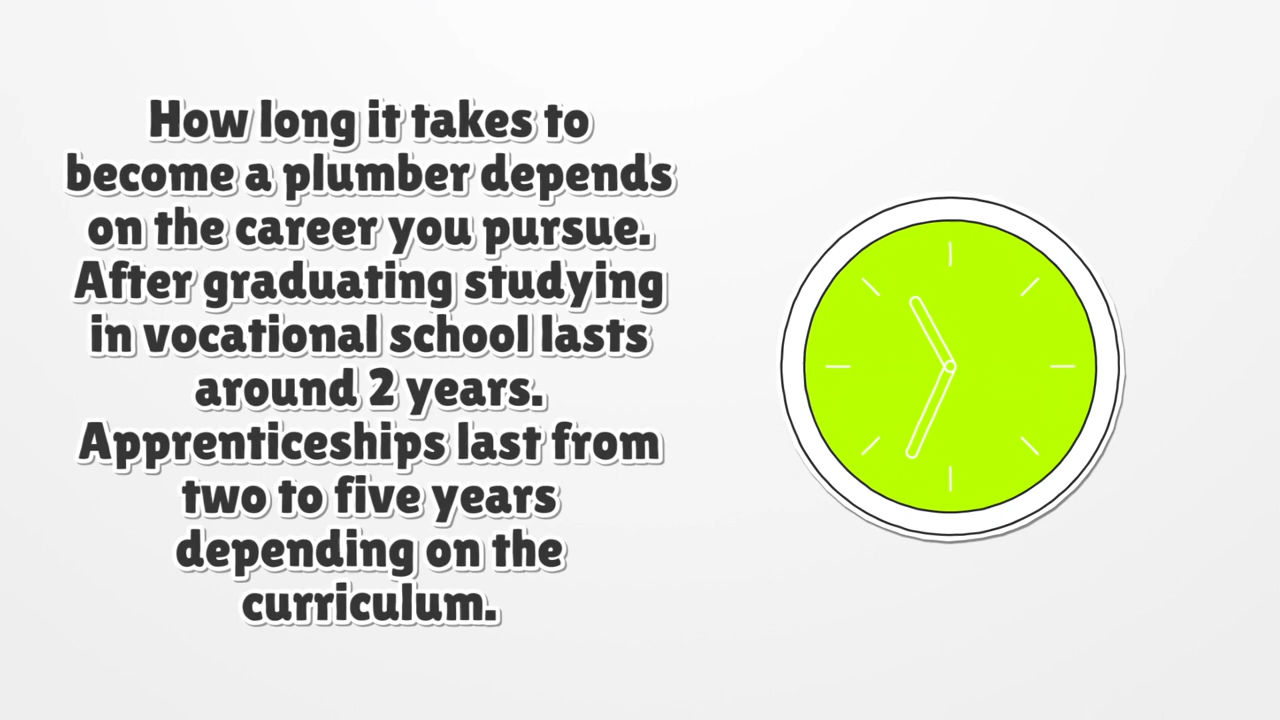 How long it takes to
become a plumber depends
on the career you pursue.
After graduating studying
in vocational school lasts
around 2 years.
Apprenticeships last from
two to five years
depending on the
curriculum.